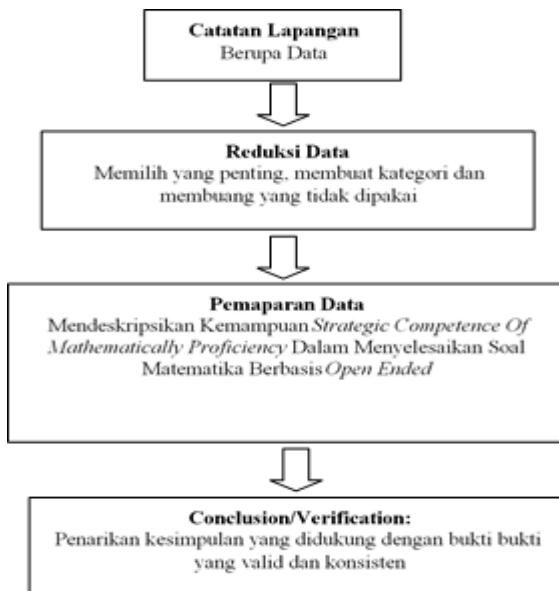 Catatan Lapangan
Berupa Data
Reduksi Data
Memilih yang penting, membuat kategori dan
membuang yang tidak dipakai
Pemaparan Data
Mendeskripsikan Kemampuan Strategic Competence Of
Mathematically Proficiency Dalam Menyelesaikan Soal
Matematika Berbasis Open Ended
Conclusion/Verification:
Penarikan kesimpulan yang didukung dengan bukti bukti
yang valid dan konsisten